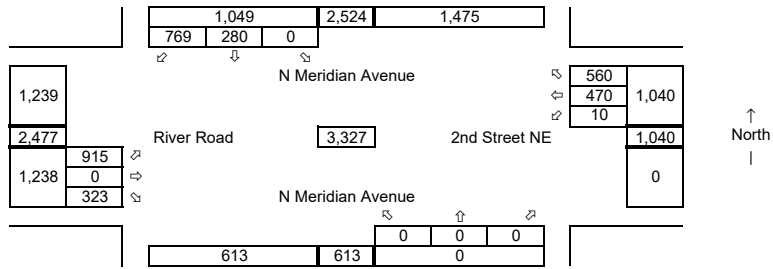 1,049 2,524 1,475
769 280 0
⬃ ⇩ ⬂
N Meridian Avenue
⬁ 560
1,239 ⇦ 470 1,040
⬃ 10 ↑
2,477 River Road 3,327 2nd Street NE 1,040 North
915 ⬀ |
1,238 0 ⇨ 0
323 ⬂ N Meridian Avenue
⬁ ⇧ ⬀
0 0 0
613 613 0